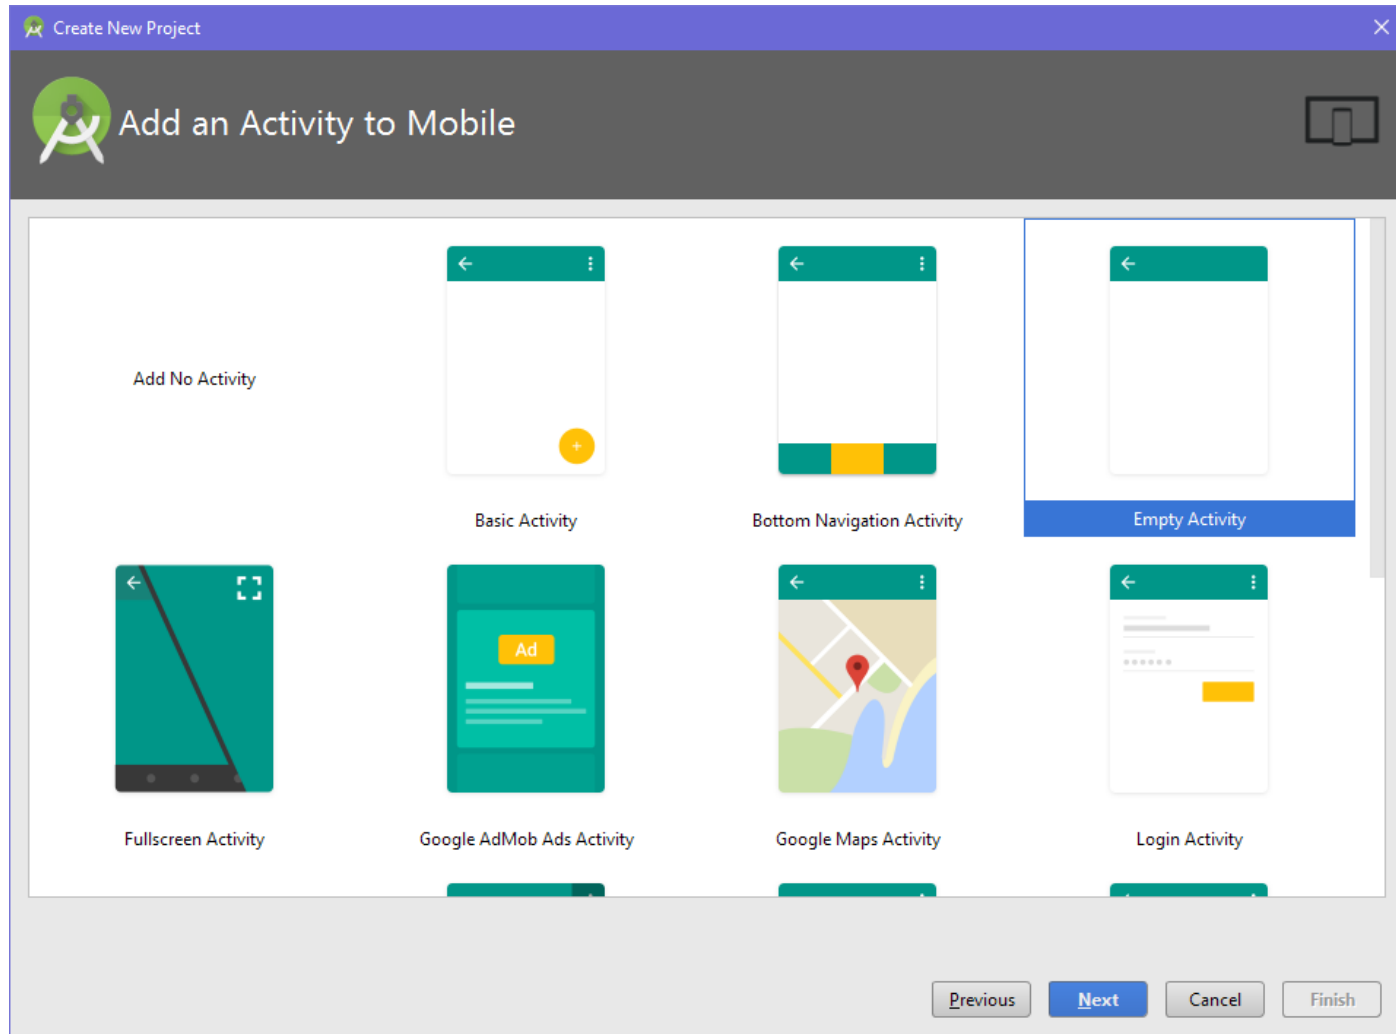 Create New Project
Add an Activity to Mobile
Add No Activity
Basic Activity
Bottom Navigation Activity
Empty Activity
Ad
Fullscreen Activity
Google AdMob Ads Activity
Google Maps Activity
Login Activity
Previous
Next
Cancel
Finish